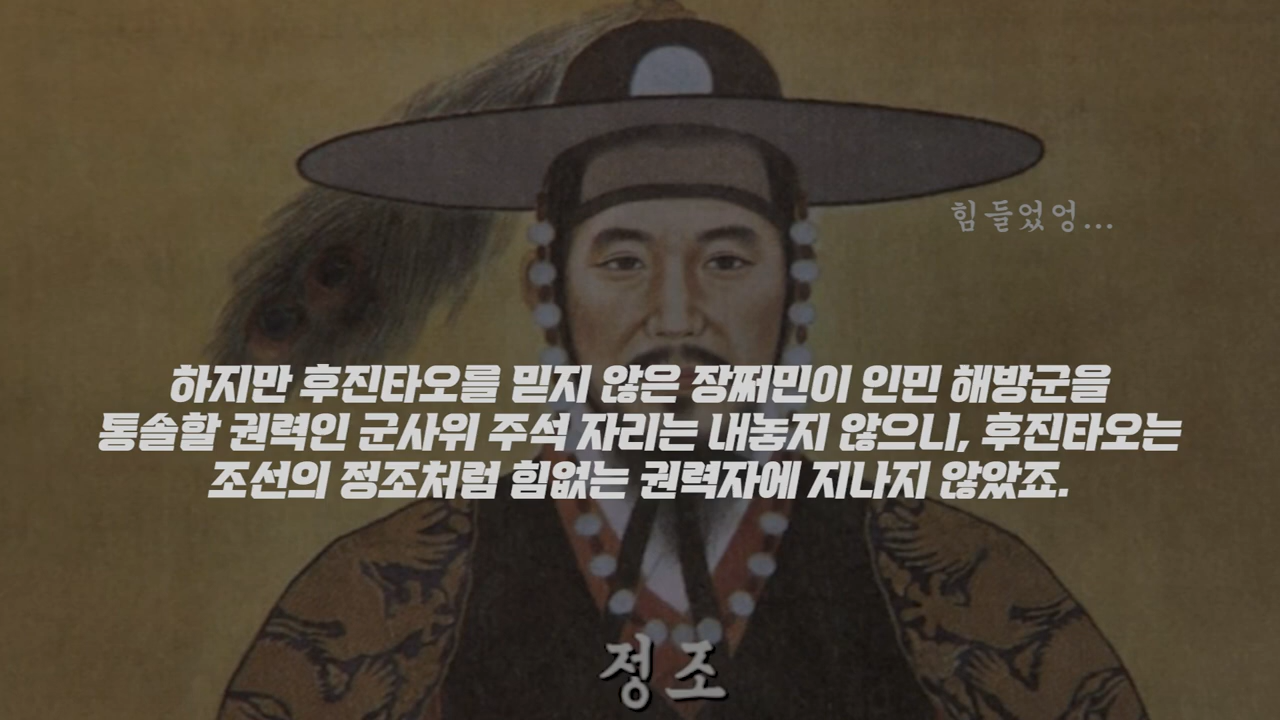 힘들었엉...
하지만 후진타오를 믿지 않은 장쩌민이 인민 해방군을
통솔할 권력인 군사위 주석 자리는 내놓지 않으니, 후진타오는
조선의 정조처럼 힘없는 권력자에 지나지 않았죠.
정조